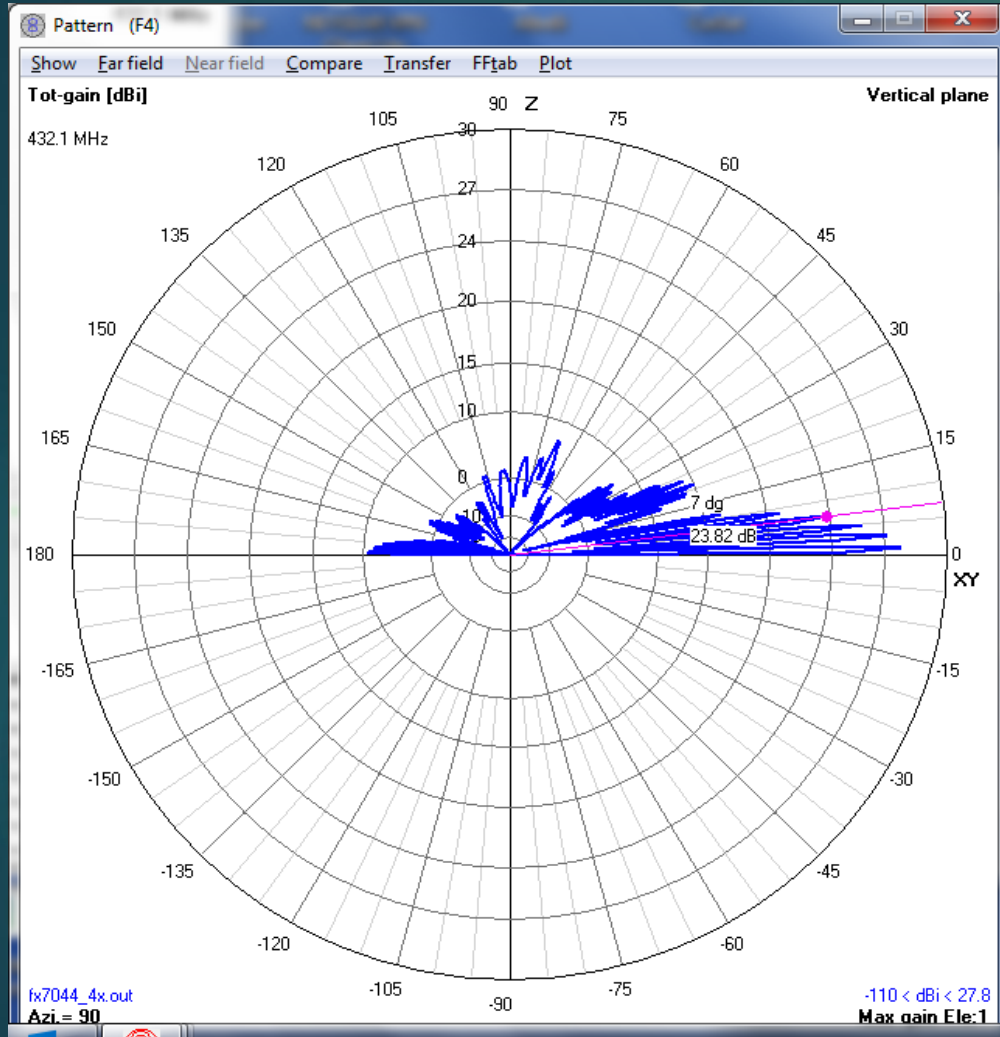 Pattern (F4)
Show Far field Near field Compare Transfer FFtab Plot
Tot-gain [dBi]
Vertical plane
432.1 MHz
90 Z
105
75
120
60
135
45
150
30
165
15
180
0
XY
-165
-15
-150
-30
-135
-45
-120
-60
-105
-75
-90
30
27
24
20
15
10
0
7 dg
23.82 dB
fx7044_4x.out
-110 < dBi < 27.8
Azi.= 90
Max gain Ele:1